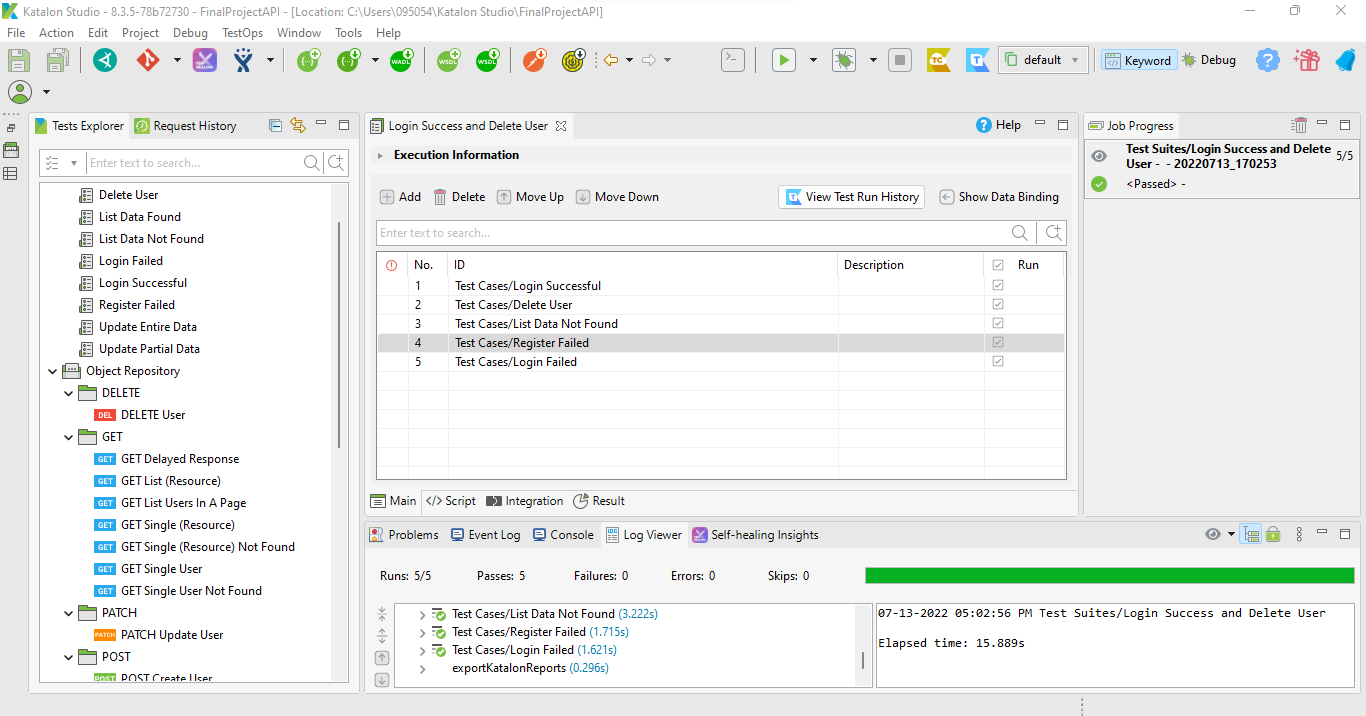 Katalon Studio - 8.3.5-78b72730 - FinalProjectAPI - [Location: C:\Users\095054\Katalon Studio\FinalProjectAPI]
File Action Edit Project Debug TestOps Window Tools Help
SELF HEALING WADL WSDL WSDL TC default Keyword Debug
Tests Explorer Request History
Enter text to search...
Delete User
List Data Found
List Data Not Found
Login Failed
Login Successful
Register Failed
Update Entire Data
Update Partial Data
Object Repository
DELETE
DEL DELETE User
GET
GET GET Delayed Response
GET GET List (Resource)
GET GET List Users In A Page
GET GET Single (Resource)
GET GET Single (Resource) Not Found
GET GET Single User
GET GET Single User Not Found
PATCH
PATCH PATCH Update User
POST
POST POST Create User
Login Success and Delete User Help
Execution Information
Add Delete Move Up Move Down View Test Run History Show Data Binding
Enter text to search...
No. ID Description Run
1 Test Cases/Login Successful
2 Test Cases/Delete User
3 Test Cases/List Data Not Found
4 Test Cases/Register Failed
5 Test Cases/Login Failed
Main Script Integration Result
Job Progress
Test Suites/Login Success and Delete 5/5
User - - 20220713_170253
<Passed> -
Problems Event Log Console Log Viewer Self-healing Insights
Runs: 5/5 Passes: 5 Failures: 0 Errors: 0 Skips: 0
Test Cases/List Data Not Found (3.222s)
Test Cases/Register Failed (1.715s)
Test Cases/Login Failed (1.621s)
exportKatalonReports (0.296s)
07-13-2022 05:02:56 PM Test Suites/Login Success and Delete User
Elapsed time: 15.889s